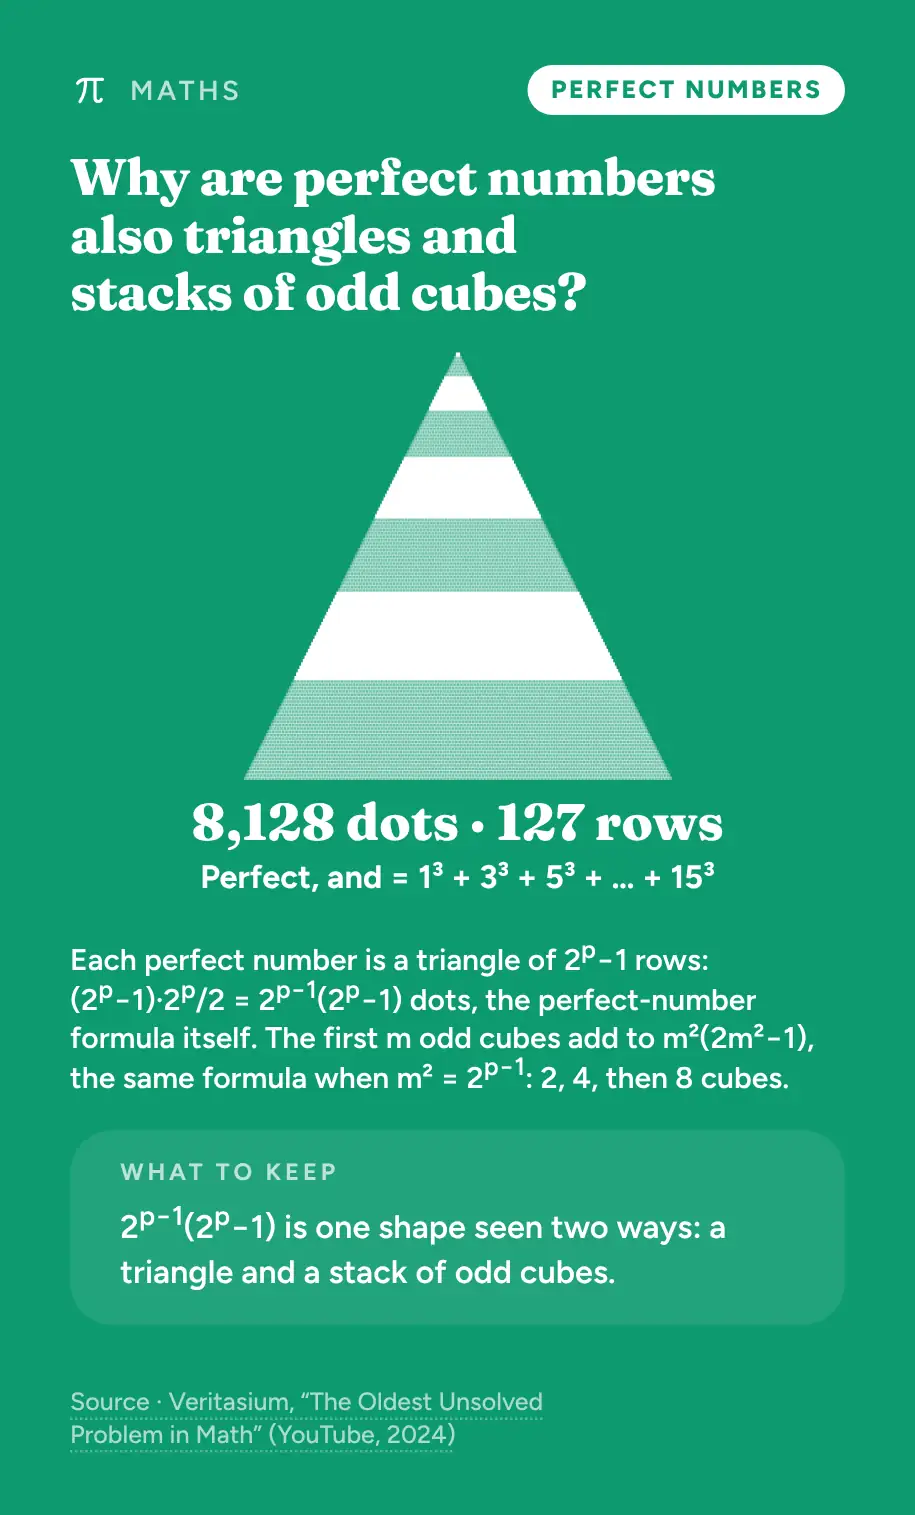 π MATHS
PERFECT NUMBERS
Why are perfect numbers
also triangles and
stacks of odd cubes?
8,128 dots · 127 rows
Perfect, and = 1³ + 3³ + 5³ + … + 15³
Each perfect number is a triangle of 2ᵖ−1 rows:
(2ᵖ−1)·2ᵖ/2 = 2ᵖ⁻¹(2ᵖ−1) dots, the perfect-number
formula itself. The first m odd cubes add to m²(2m²−1),
the same formula when m² = 2ᵖ⁻¹: 2, 4, then 8 cubes.
WHAT TO KEEP
2ᵖ⁻¹(2ᵖ−1) is one shape seen two ways: a
triangle and a stack of odd cubes.
Source · Veritasium, “The Oldest Unsolved
Problem in Math” (YouTube, 2024)